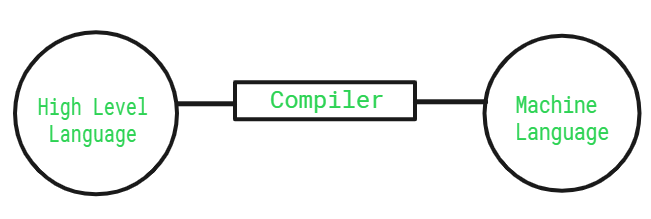 High Level
Language
Compiler
Machine
Language